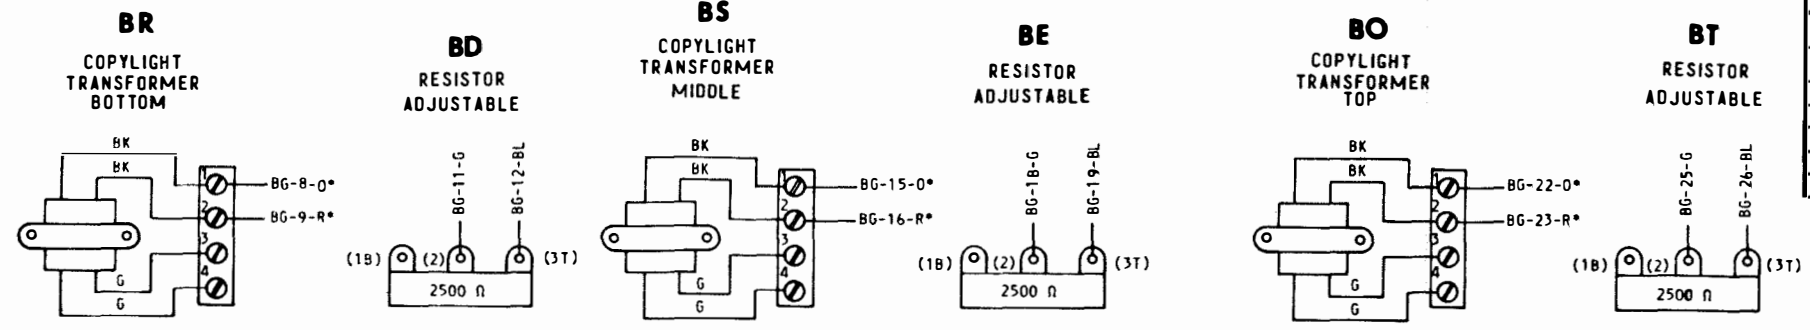 BR
COPYLIGHT
TRANSFORMER
BOTTOM
BK
BK
1
2
3
4
BG-8-O*
BG-9-R*
G
G
BD
RESISTOR
ADJUSTABLE
BG-11-G
BG-12-BL
(1B)
(2)
(3T)
2500 Ω
BS
COPYLIGHT
TRANSFORMER
MIDDLE
BK
BK
1
2
3
4
BG-15-O*
BG-16-R*
G
G
BE
RESISTOR
ADJUSTABLE
BG-18-G
BG-19-BL
(1B)
(2)
(3T)
2500 Ω
BO
COPYLIGHT
TRANSFORMER
TOP
BK
BK
1
2
3
4
BG-22-O*
BG-23-R*
G
G
BT
RESISTOR
ADJUSTABLE
BG-25-G
BG-26-BL
(1B)
(2)
(3T)
2500 Ω